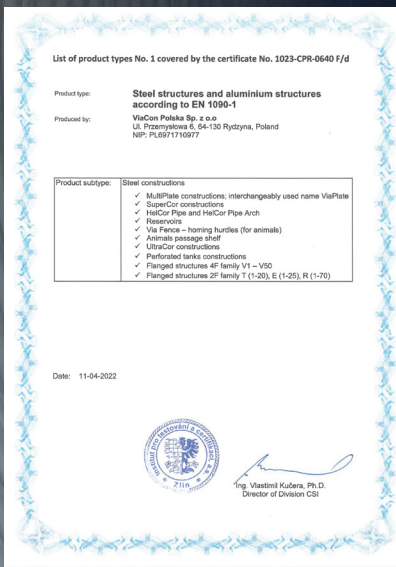 List of product types No. 1 covered by the certificate No. 1023-CPR-0640 F/d
Product type: Steel structures and aluminium structures
according to EN 1090-1
Produced by: ViaCon Polska Sp. z o.o
Ul. Przemysłowa 6, 64-130 Rydzyna, Poland
NIP: PL6971710977
Product subtype: Steel constructions
✓ MultiPlate constructions; interchangeably used name ViaPlate
✓ SuperCor constructions
✓ HelCor Pipe and HelCor Pipe Arch
✓ Reservoirs
✓ Via Fence – homing hurdles (for animals)
✓ Animals passage shelf
✓ UltraCor constructions
✓ Perforated tanks constructions
✓ Flanged structures 4F family V1 – V50
✓ Flanged structures 2F family T (1-20), E (1-25), R (1-70)
Date: 11-04-2022
Institut pro testování a certifikaci a.s.
Zlín
Ing. Vlastimil Kučera, Ph.D.
Director of Division CSI